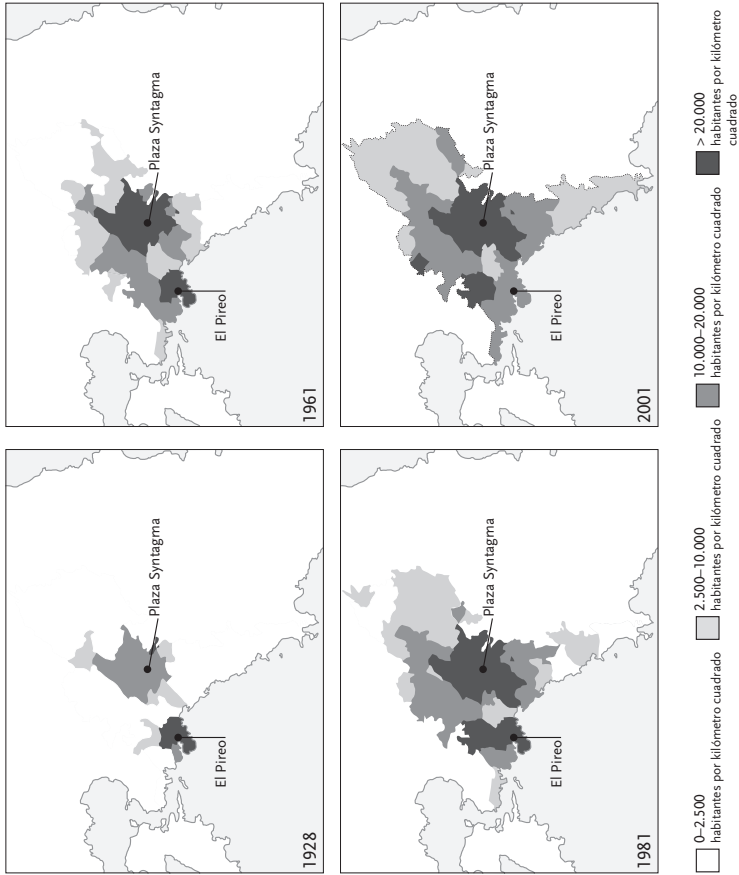 1928
El Pireo
Plaza Syntagma
1961
El Pireo
Plaza Syntagma
1981
El Pireo
Plaza Syntagma
2001
El Pireo
Plaza Syntagma
0–2.500
habitantes por kilómetro cuadrado
2.500–10.000
habitantes por kilómetro cuadrado
10.000–20.000
habitantes por kilómetro cuadrado
> 20.000
habitantes por kilómetro
cuadrado